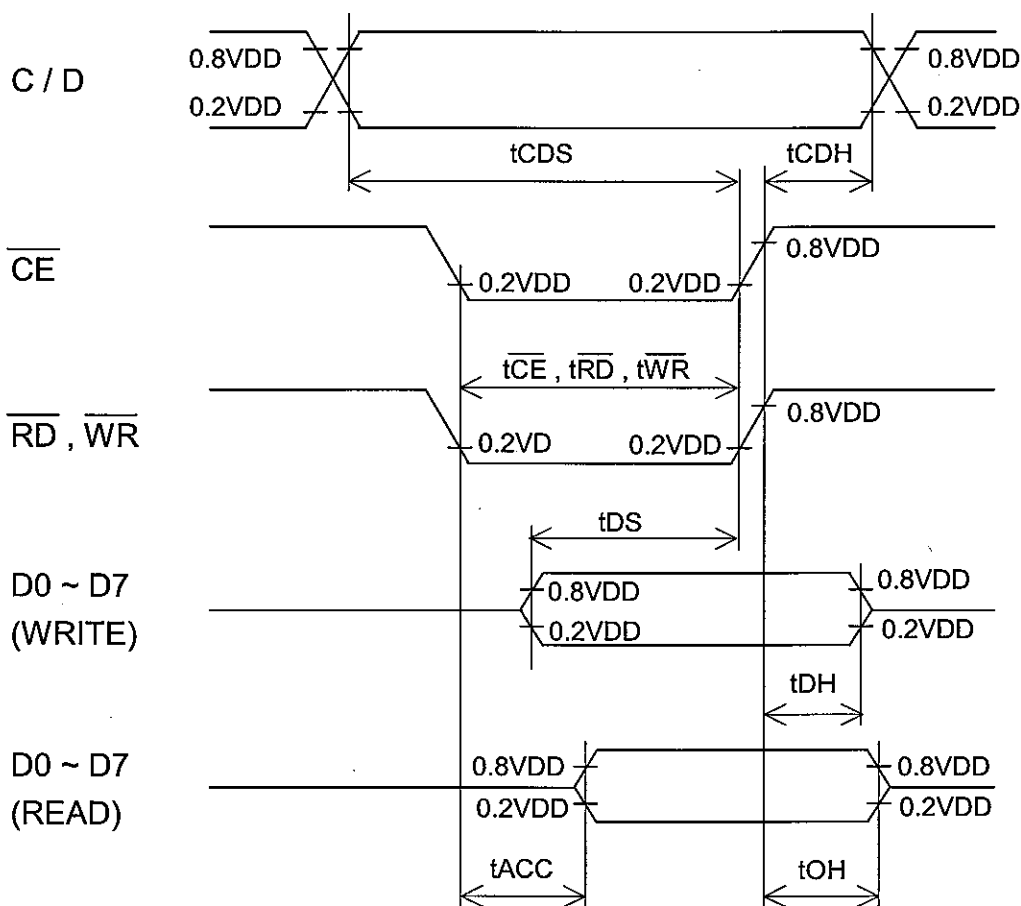 0.8VDD 0.8VDD
C / D
0.2VDD 0.2VDD
tCDS tCDH
CE 0.8VDD
0.2VDD 0.2VDD
tCE , tRD , tWR
RD , WR 0.8VDD
0.2VD 0.2VDD
tDS
D0 ~ D7 0.8VDD 0.8VDD
(WRITE) 0.2VDD 0.2VDD
tDH
D0 ~ D7 0.8VDD 0.8VDD
(READ) 0.2VDD 0.2VDD
tACC tOH